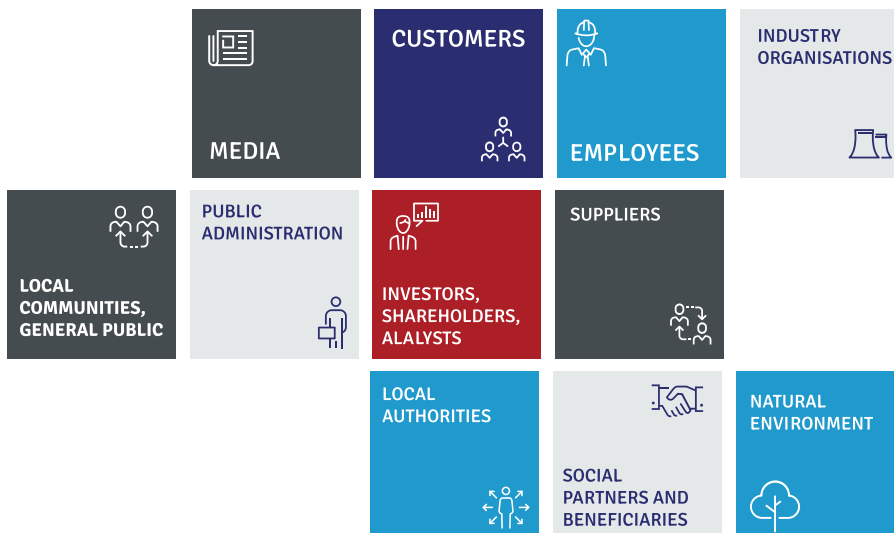 MEDIA
CUSTOMERS
EMPLOYEES
INDUSTRY
ORGANISATIONS
LOCAL
COMMUNITIES,
GENERAL PUBLIC
PUBLIC
ADMINISTRATION
INVESTORS,
SHAREHOLDERS,
ALALYSTS
SUPPLIERS
LOCAL
AUTHORITIES
SOCIAL
PARTNERS AND
BENEFICIARIES
NATURAL
ENVIRONMENT